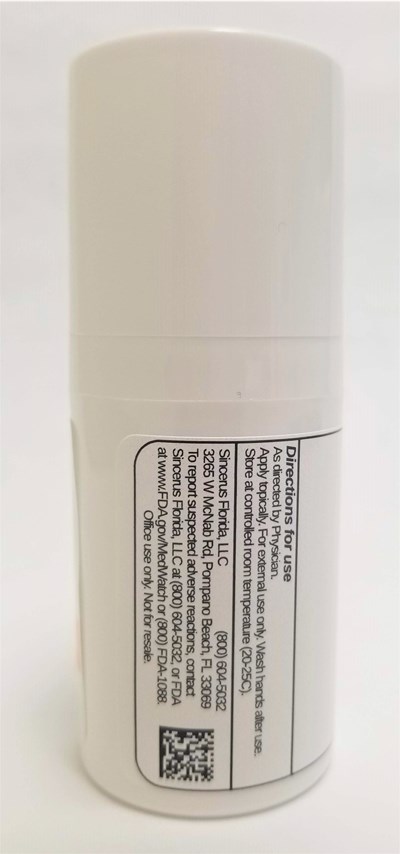 Directions for use
As directed by Physician.
Apply topically. For external use only. Wash hands after use.
Store at controlled room temperature (20-25C).
Sincerus Florida, LLC (800) 604-5032
3265 W McNab Rd, Pompano Beach, FL 33069
To report suspected adverse reactions, contact
Sincerus Florida, LLC at (800) 604-5032, or FDA
at www.FDA.gov/MedWatch or (800) FDA-1088.
Office use only. Not for resale.